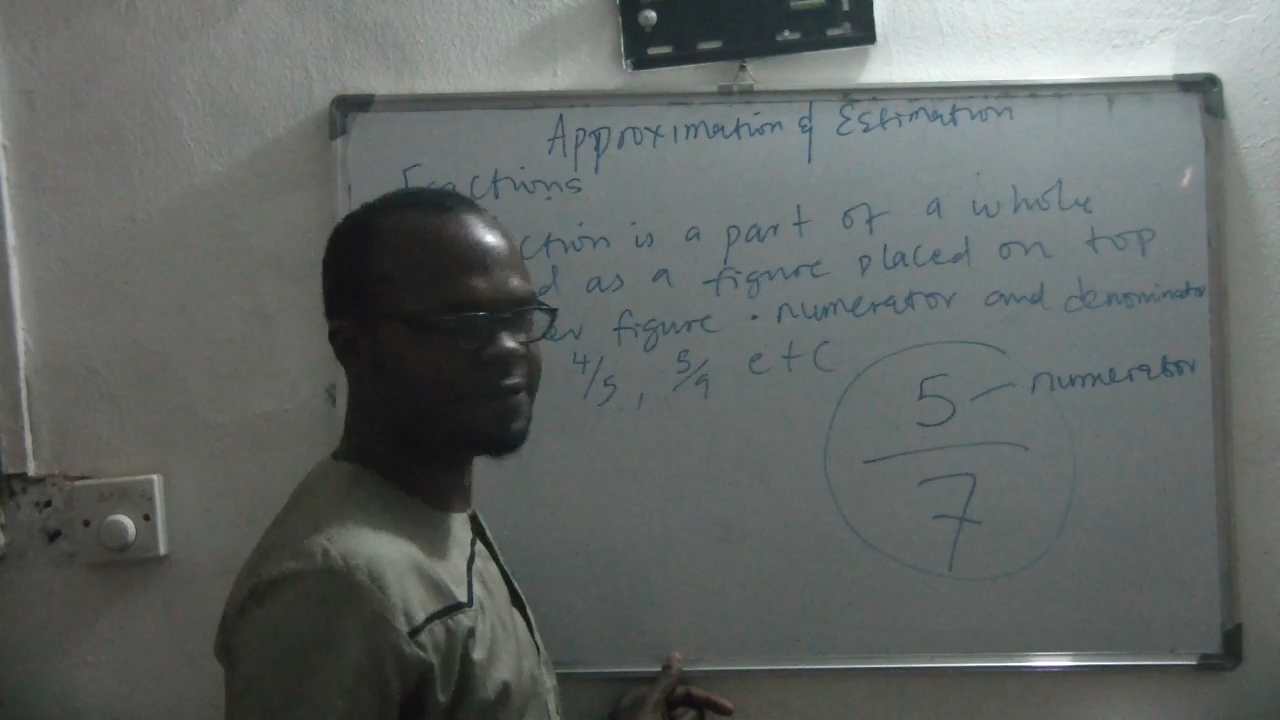 Approximation & Estimation
Fractions
ction is a part of a whole
d as a figure placed on top
er figure . numerator and denominator
4/5 , 5/9 etc
5 numerator
7